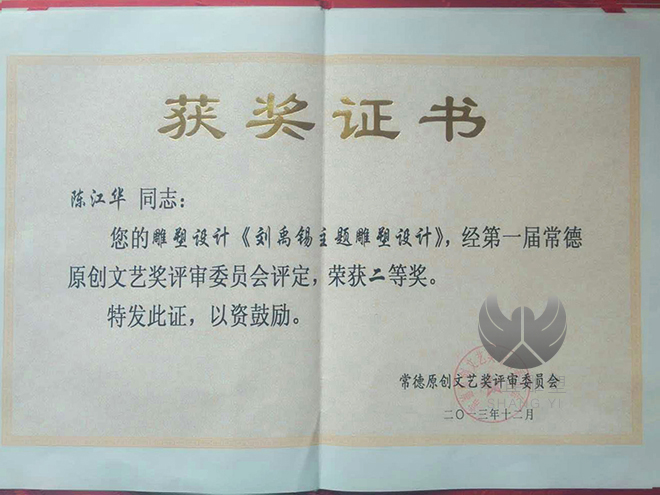 获奖证书
陈江华 同志：
您的雕塑设计《刘禹锡主题雕塑设计》，经第一届常德
原创文艺奖评审委员会评定，荣获二等奖。
特发此证，以资鼓励。
常德原创文艺奖评审委员会
二〇一三年十二月
SHANG YI